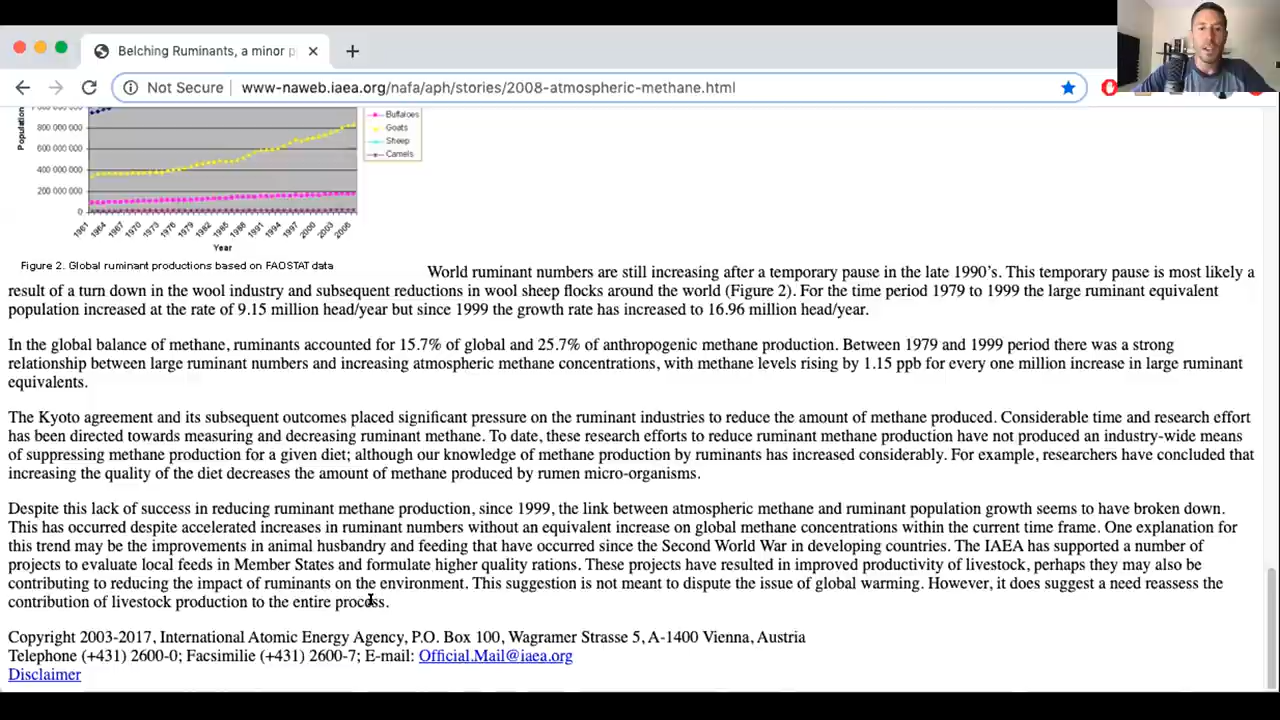 Belching Ruminants, a minor p
Not Secure
www-naweb.iaea.org/nafa/aph/stories/2008-atmospheric-methane.html
Population
800 000 000
600 000 000
400 000 000
200 000 000
0
1961
1964
1967
1970
1973
1976
1979
1982
1985
1988
1991
1994
1997
2000
2003
2006
Year
Buffaloes
Goats
Sheep
Camels
Figure 2. Global ruminant productions based on FAOSTAT data
World ruminant numbers are still increasing after a temporary pause in the late 1990's. This temporary pause is most likely a
result of a turn down in the wool industry and subsequent reductions in wool sheep flocks around the world (Figure 2). For the time period 1979 to 1999 the large ruminant equivalent
population increased at the rate of 9.15 million head/year but since 1999 the growth rate has increased to 16.96 million head/year.
In the global balance of methane, ruminants accounted for 15.7% of global and 25.7% of anthropogenic methane production. Between 1979 and 1999 period there was a strong
relationship between large ruminant numbers and increasing atmospheric methane concentrations, with methane levels rising by 1.15 ppb for every one million increase in large ruminant
equivalents.
The Kyoto agreement and its subsequent outcomes placed significant pressure on the ruminant industries to reduce the amount of methane produced. Considerable time and research effort
has been directed towards measuring and decreasing ruminant methane. To date, these research efforts to reduce ruminant methane production have not produced an industry-wide means
of suppressing methane production for a given diet; although our knowledge of methane production by ruminants has increased considerably. For example, researchers have concluded that
increasing the quality of the diet decreases the amount of methane produced by rumen micro-organisms.
Despite this lack of success in reducing ruminant methane production, since 1999, the link between atmospheric methane and ruminant population growth seems to have broken down.
This has occurred despite accelerated increases in ruminant numbers without an equivalent increase on global methane concentrations within the current time frame. One explanation for
this trend may be the improvements in animal husbandry and feeding that have occurred since the Second World War in developing countries. The IAEA has supported a number of
projects to evaluate local feeds in Member States and formulate higher quality rations. These projects have resulted in improved productivity of livestock, perhaps they may also be
contributing to reducing the impact of ruminants on the environment. This suggestion is not meant to dispute the issue of global warming. However, it does suggest a need reassess the
contribution of livestock production to the entire process.
Copyright 2003-2017, International Atomic Energy Agency, P.O. Box 100, Wagramer Strasse 5, A-1400 Vienna, Austria
Telephone (+431) 2600-0; Facsimilie (+431) 2600-7; E-mail: Official.Mail@iaea.org
Disclaimer